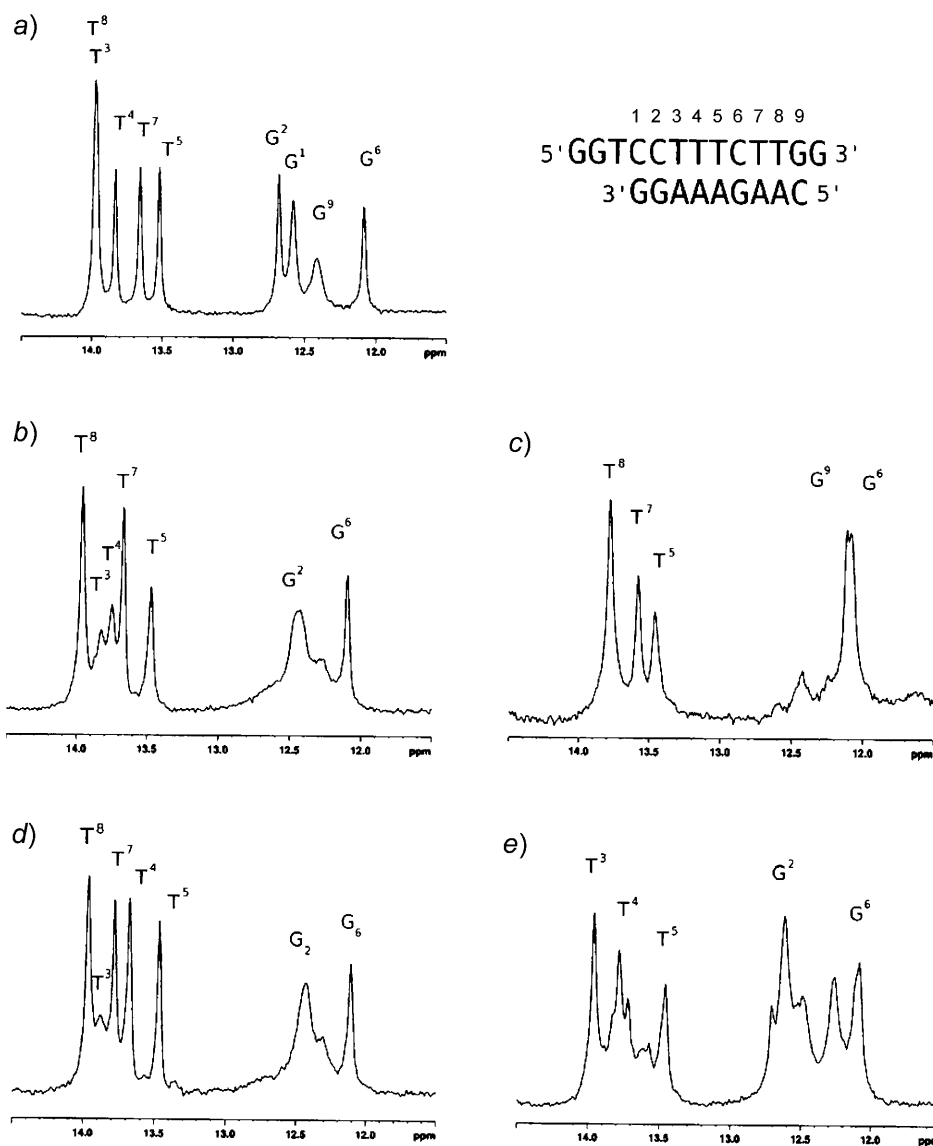 a)
T⁸
T³
T⁴ T⁷ T⁵
G² G¹ G⁹ G⁶
14.0 13.5 13.0 12.5 12.0 ppm
1 2 3 4 5 6 7 8 9
5'GGTCCTTTCTTGG3'
3'GGAAAGAAC5'
b)
T⁸ T⁷
T³ T⁴ T⁵ G² G⁶
14.0 13.5 13.0 12.5 12.0 ppm
c)
T⁸ T⁷ T⁵ G⁹ G⁶
14.0 13.5 13.0 12.5 12.0 ppm
d)
T⁸ T⁷ T⁴ T⁵
T³ G₂ G₆
14.0 13.5 13.0 12.5 12.0 ppm
e)
T³ T⁴ T⁵ G² G⁶
14.0 13.5 13.0 12.5 12.0 ppm